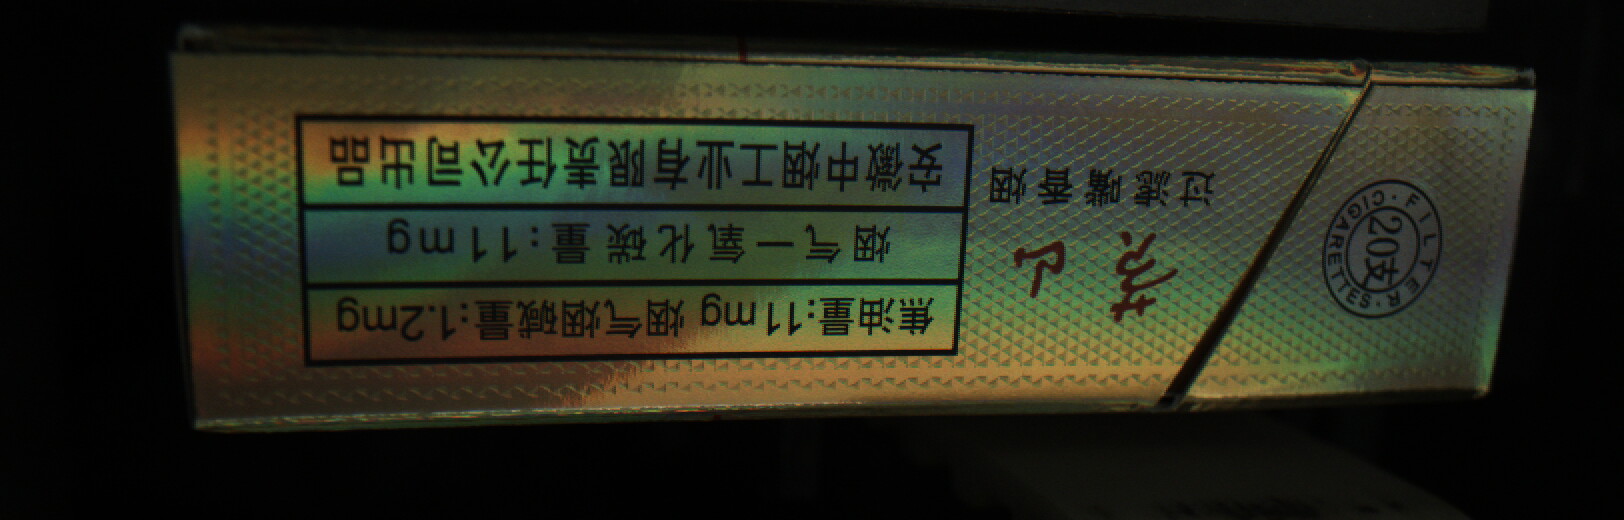 FILTER · CIGARETTES ·
20支
黄山
过滤嘴香烟
焦油量:11mg 烟气烟碱量:1.2mg
烟气一氧化碳量:11mg
安徽中烟工业有限责任公司出品